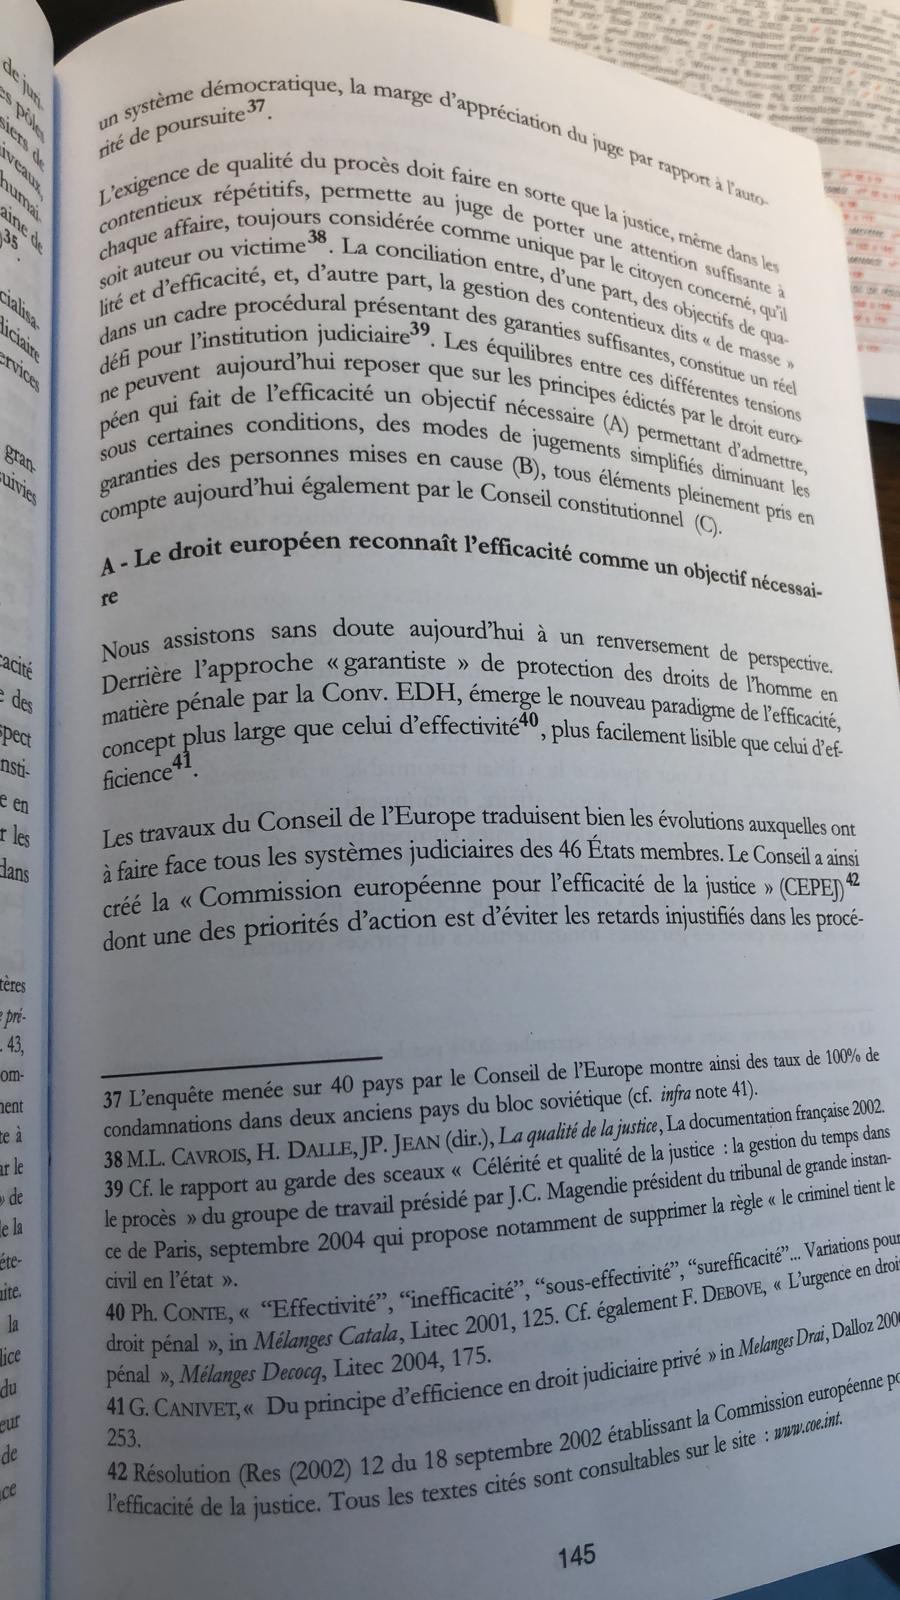 un système démocratique, la marge d'appréciation du juge par rapport à l'auto-
rité de poursuite37.
L'exigence de qualité du procès doit faire en sorte que la justice, même dans les
contentieux répétitifs, permette au juge de porter une attention suffisante à
chaque affaire, toujours considérée comme unique par le citoyen concerné, qu'il
soit auteur ou victime38. La conciliation entre, d'une part, des objectifs de qua-
lité et d'efficacité, et, d'autre part, la gestion des contentieux dits « de masse »
dans un cadre procédural présentant des garanties suffisantes, constitue un réel
défi pour l'institution judiciaire39. Les équilibres entre ces différentes tensions
ne peuvent aujourd'hui reposer que sur les principes édictés par le droit euro-
péen qui fait de l'efficacité un objectif nécessaire (A) permettant d'admettre,
sous certaines conditions, des modes de jugements simplifiés diminuant les
garanties des personnes mises en cause (B), tous éléments pleinement pris en
compte aujourd'hui également par le Conseil constitutionnel (C).
A - Le droit européen reconnaît l'efficacité comme un objectif nécessai-
re
Nous assistons sans doute aujourd'hui à un renversement de perspective.
Derrière l'approche « garantiste » de protection des droits de l'homme en
matière pénale par la Conv. EDH, émerge le nouveau paradigme de l'efficacité,
concept plus large que celui d'effectivité40, plus facilement lisible que celui d'ef-
ficience41.
Les travaux du Conseil de l'Europe traduisent bien les évolutions auxquelles ont
à faire face tous les systèmes judiciaires des 46 États membres. Le Conseil a ainsi
créé la « Commission européenne pour l'efficacité de la justice » (CEPEJ)42
dont une des priorités d'action est d'éviter les retards injustifiés dans les procé-
37 L'enquête menée sur 40 pays par le Conseil de l'Europe montre ainsi des taux de 100% de
condamnations dans deux anciens pays du bloc soviétique (cf. infra note 41).
38 M.L. CAVROIS, H. DALLE, JP. JEAN (dir.), La qualité de la justice, La documentation française 2002.
39 Cf. le rapport au garde des sceaux « Célérité et qualité de la justice : la gestion du temps dans
le procès » du groupe de travail présidé par J.C. Magendie président du tribunal de grande instan-
ce de Paris, septembre 2004 qui propose notamment de supprimer la règle « le criminel tient le
civil en l'état ».
40 Ph. CONTE, « “Effectivité”, “inefficacité”, “sous-effectivité”, “surefficacité”... Variations pour
droit pénal », in Mélanges Catala, Litec 2001, 125. Cf. également F. DEBOVE, « L'urgence en droi
pénal », Mélanges Decocq, Litec 2004, 175.
41 G. CANIVET, « Du principe d'efficience en droit judiciaire privé » in Melanges Drai, Dalloz 200
253.
42 Résolution (Res (2002) 12 du 18 septembre 2002 établissant la Commission européenne po
l'efficacité de la justice. Tous les textes cités sont consultables sur le site : www.coe.int.
145